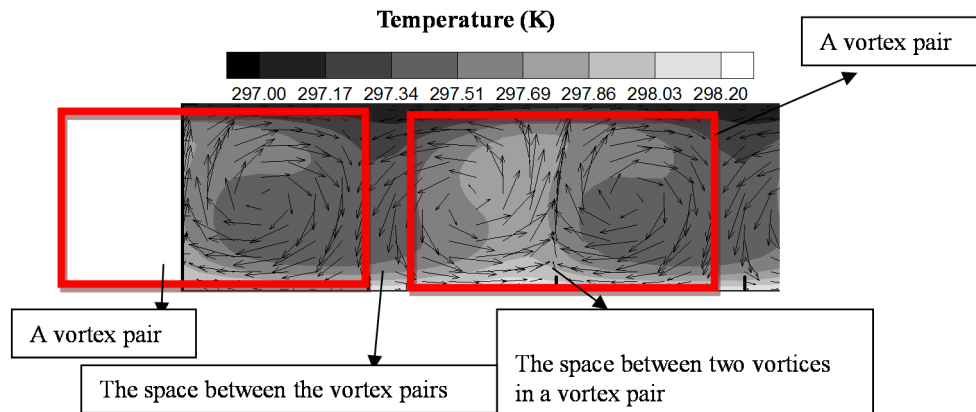 Temperature (K)
A vortex pair
297.00 297.17 297.34 297.51 297.69 297.86 298.03 298.20
A vortex pair
The space between the vortex pairs
The space between two vortices
in a vortex pair